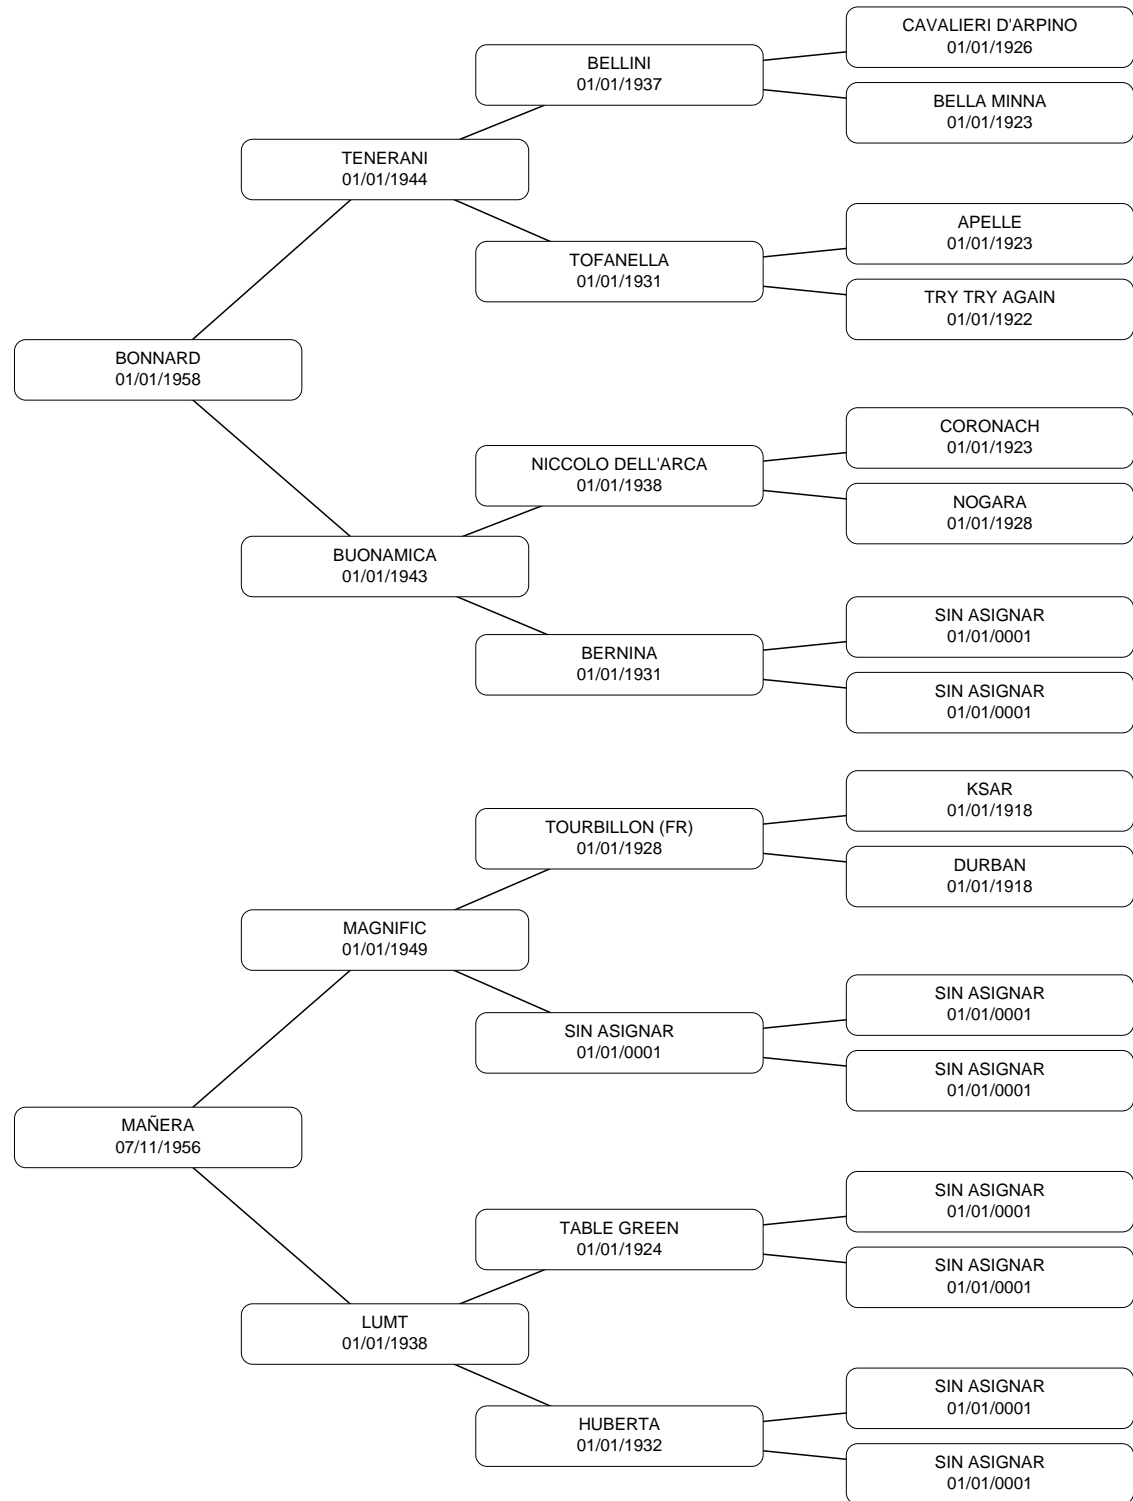 CAVALIERI D'ARPINO
01/01/1926
BELLINI
01/01/1937
BELLA MINNA
01/01/1923
TENERANI
01/01/1944
APELLE
01/01/1923
TOFANELLA
01/01/1931
TRY TRY AGAIN
01/01/1922
BONNARD
01/01/1958
CORONACH
01/01/1923
NICCOLO DELL'ARCA
01/01/1938
NOGARA
01/01/1928
BUONAMICA
01/01/1943
SIN ASIGNAR
01/01/0001
BERNINA
01/01/1931
SIN ASIGNAR
01/01/0001
KSAR
01/01/1918
TOURBILLON (FR)
01/01/1928
DURBAN
01/01/1918
MAGNIFIC
01/01/1949
SIN ASIGNAR
01/01/0001
SIN ASIGNAR
01/01/0001
SIN ASIGNAR
01/01/0001
MAÑERA
07/11/1956
SIN ASIGNAR
01/01/0001
TABLE GREEN
01/01/1924
SIN ASIGNAR
01/01/0001
LUMT
01/01/1938
SIN ASIGNAR
01/01/0001
HUBERTA
01/01/1932
SIN ASIGNAR
01/01/0001